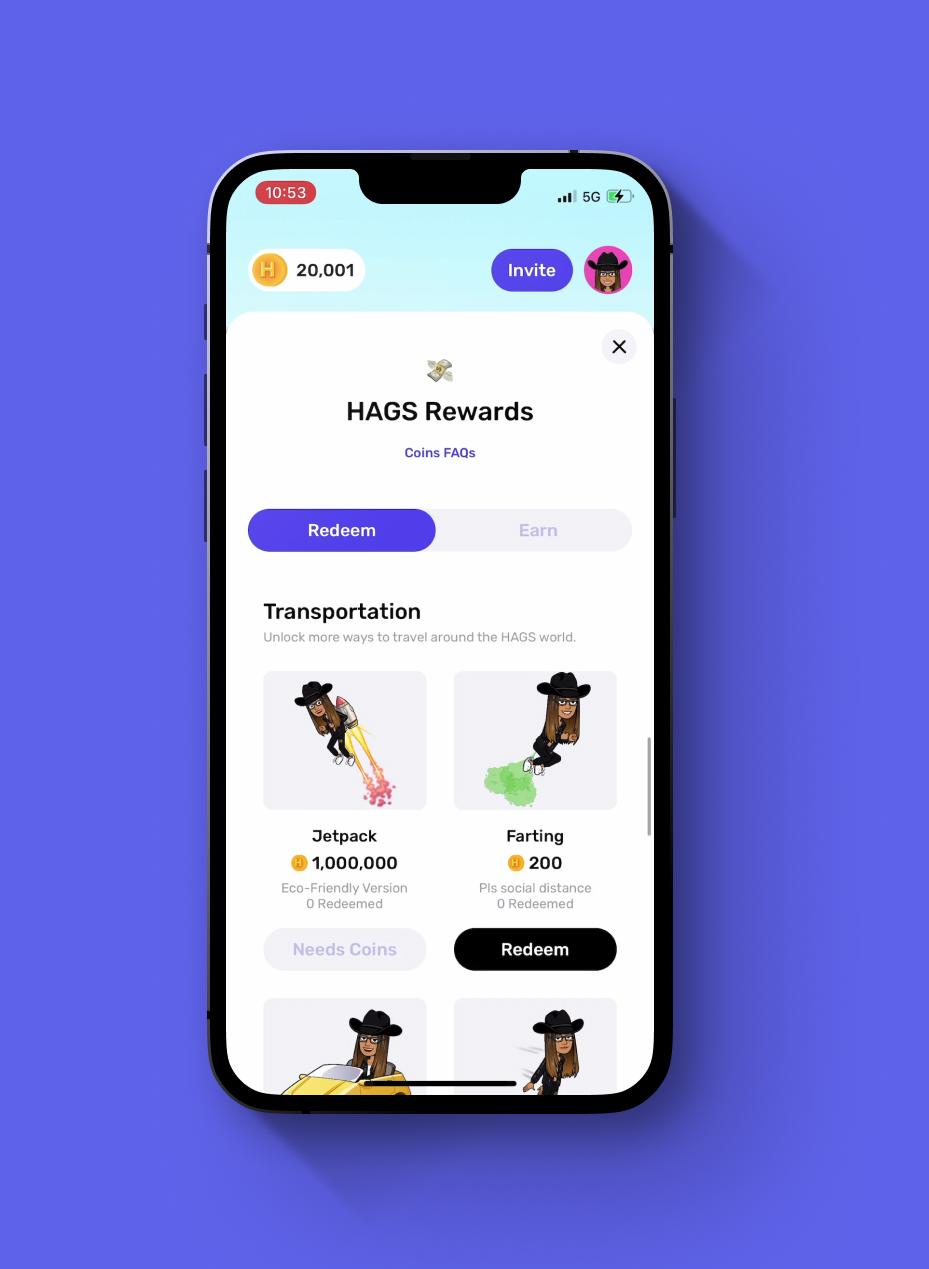 10:53
5G
H 20,001
Invite
HAGS Rewards
Coins FAQs
Redeem
Earn
Transportation
Unlock more ways to travel around the HAGS world.
Jetpack
H 1,000,000
Eco-Friendly Version
0 Redeemed
Needs Coins
Farting
H 200
Pls social distance
0 Redeemed
Redeem